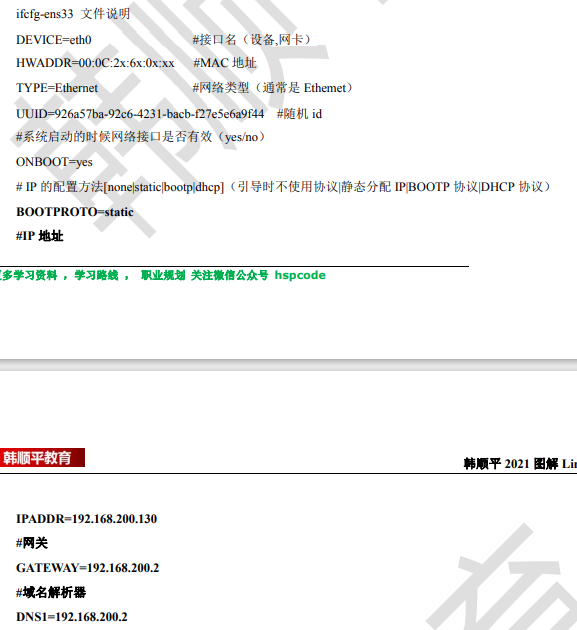 ifcfg-ens33 文件说明
DEVICE=eth0 #接口名（设备,网卡）
HWADDR=00:0C:2x:6x:0x:xx #MAC 地址
TYPE=Ethernet #网络类型（通常是 Ethemet）
UUID=926a57ba-92c6-4231-bacb-f27e5e6a9f44 #随机 id
#系统启动的时候网络接口是否有效（yes/no）
ONBOOT=yes
# IP 的配置方法[none|static|bootp|dhcp]（引导时不使用协议|静态分配 IP|BOOTP 协议|DHCP 协议）
BOOTPROTO=static
#IP 地址
多学习资料 ，学习路线 ， 职业规划 关注微信公众号 hspcode
韩顺平教育
韩顺平 2021 图解 Lin
IPADDR=192.168.200.130
#网关
GATEWAY=192.168.200.2
#域名解析器
DNS1=192.168.200.2